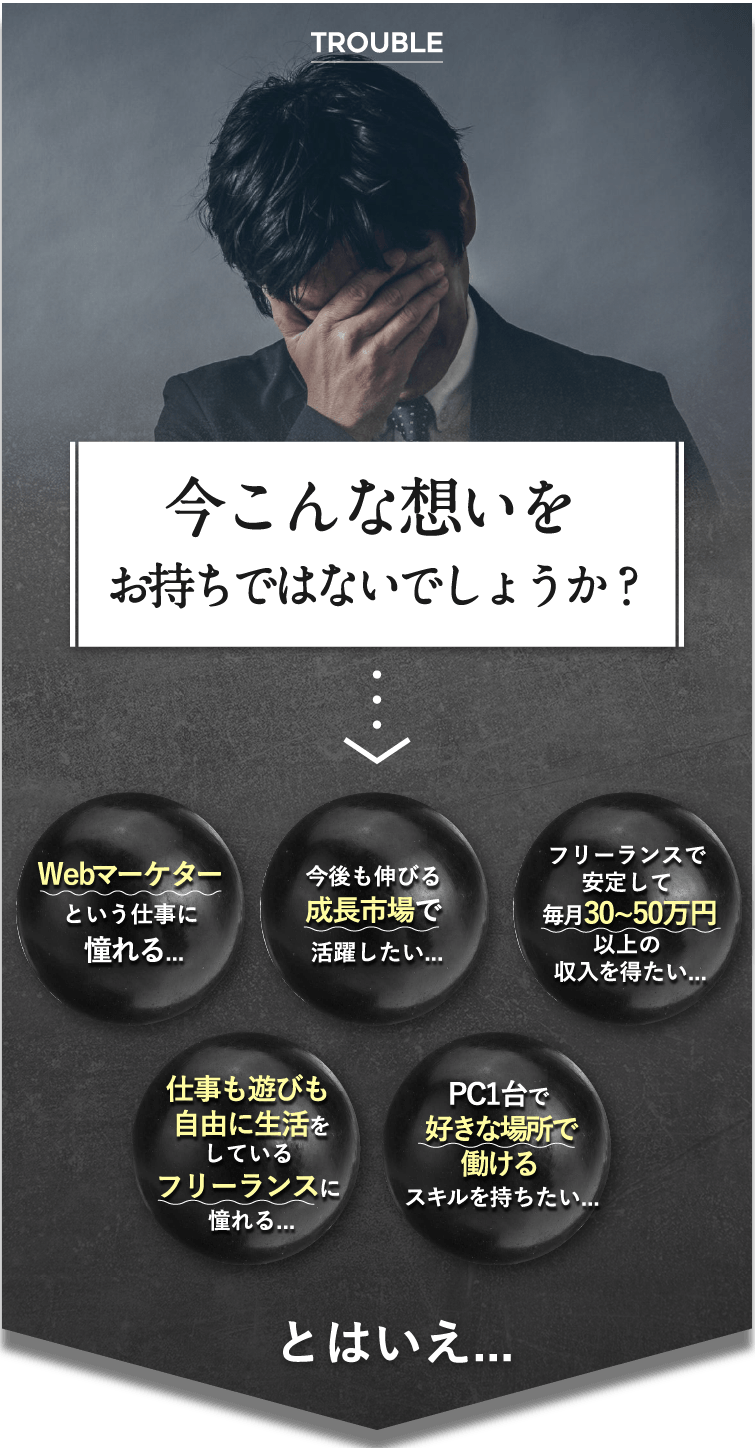 TROUBLE
今こんな想いを
お持ちではないでしょうか？
Webマーケター
という仕事に
憧れる...
今後も伸びる
成長市場で
活躍したい...
フリーランスで
安定して
毎月30~50万円
以上の
収入を得たい...
仕事も遊びも
自由に生活を
している
フリーランスに
憧れる...
PC1台で
好きな場所で
働ける
スキルを持ちたい...
とはいえ...